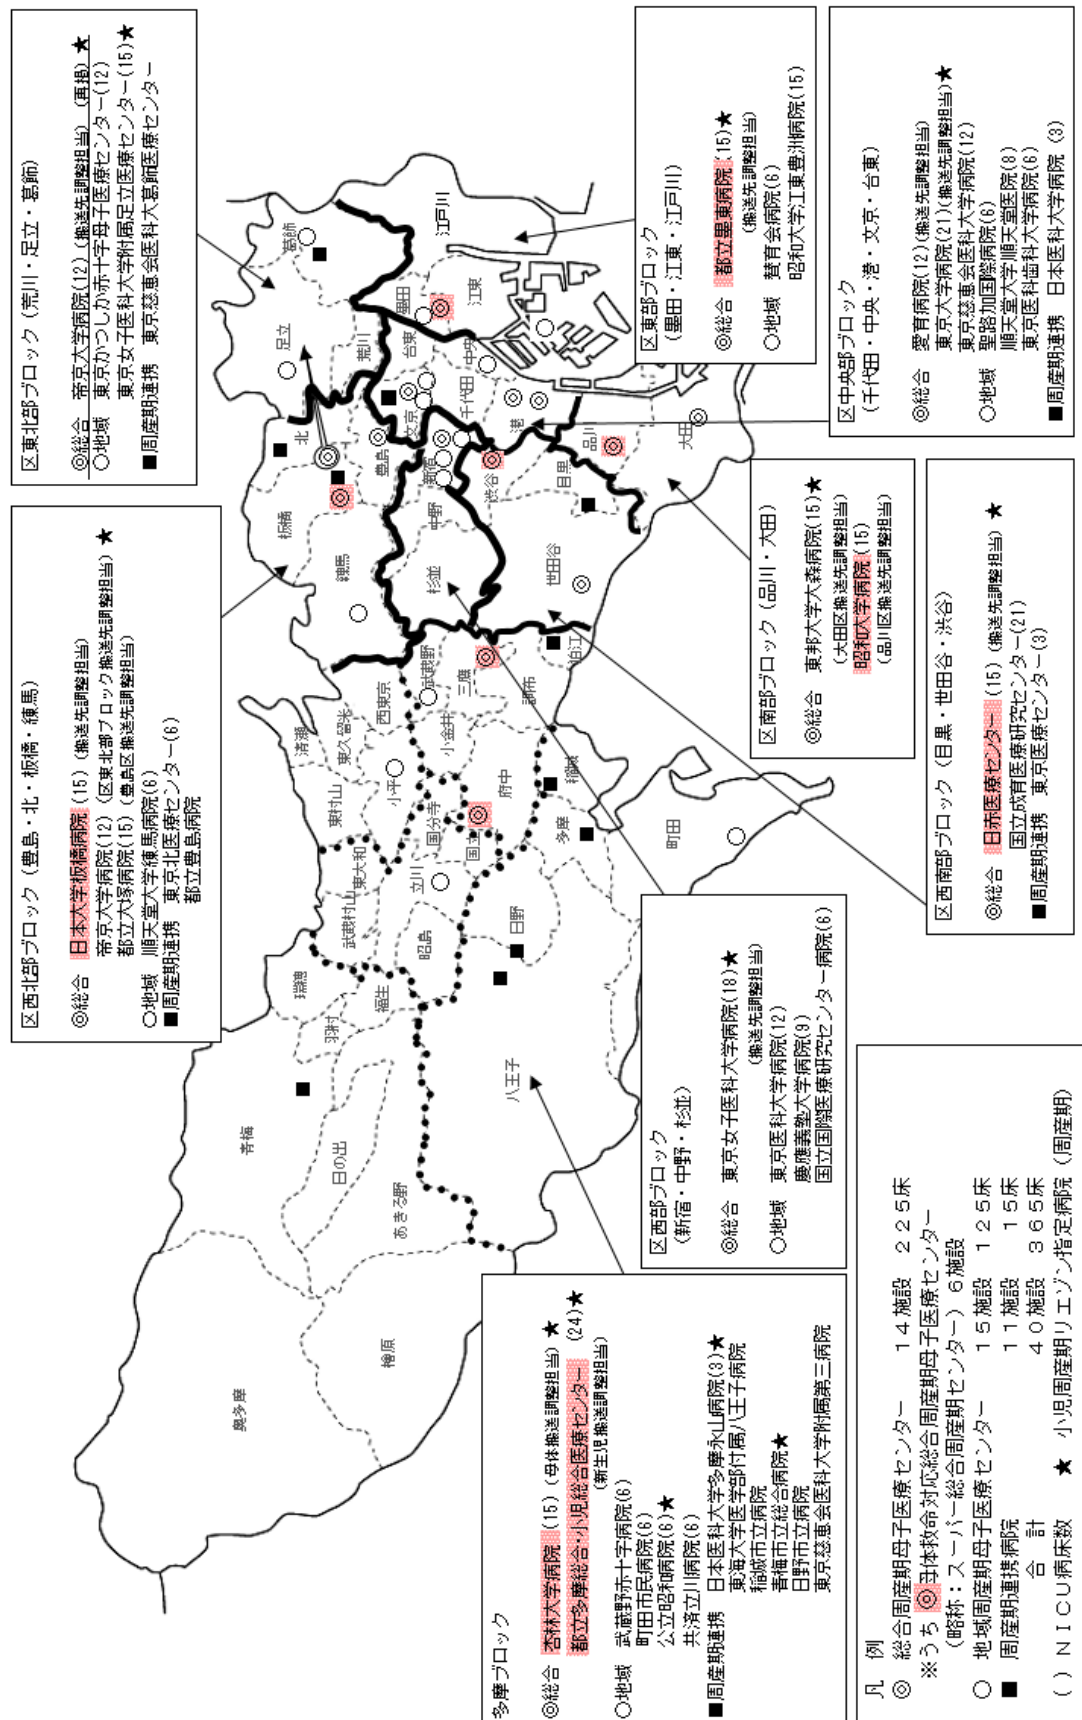 区東北部ブロック（荒川・足立・葛飾）
◎総合　帝京大学病院(12)（搬送先調整担当）（再掲）★
○地域　東京かつしか赤十字母子医療センター(12)
東京女子医科大学附属足立医療センター(15)★
■周産期連携　東京慈恵会医科大葛飾医療センター
区西北部ブロック（豊島・北・板橋・練馬）
◎総合　日本大学板橋病院(15)（搬送先調整担当）
帝京大学病院(12)（区東北部ブロック搬送先調整担当）★
都立大塚病院(15)（豊島区搬送先調整担当）
○地域　順天堂大学練馬病院(6)
■周産期連携　東京北医療センター(6)
都立豊島病院
区東部ブロック
（墨田・江東・江戸川）
◎総合　都立墨東病院(15)★
（搬送先調整担当）
○地域　賛育会病院(6)
昭和大学江東豊洲病院(15)
区中央部ブロック
（千代田・中央・港・文京・台東）
◎総合　愛育病院(12)(搬送先調整担当)
東京大学病院(21)(搬送先調整担当)★
東京慈恵会医科大学病院(12)
聖路加国際病院(6)
○地域　順天堂大学順天堂医院(8)
東京医科歯科大学病院(6)
■周産期連携　日本医科大学病院 (3)
区南部ブロック（品川・大田）
◎総合　東邦大学大森病院(15)★
（大田区搬送先調整担当）
昭和大学病院(15)
（品川区搬送先調整担当）
区西南部ブロック（目黒・世田谷・渋谷）
◎総合　日赤医療センター (15)（搬送先調整担当）★
国立成育医療研究センター(21)
■周産期連携　東京医療センター(3)
区西部ブロック
（新宿・中野・杉並）
◎総合　東京女子医科大学病院(18)★
（搬送先調整担当）
○地域　東京医科大学病院(12)
慶應義塾大学病院(9)
国立国際医療研究センター病院(6)
多摩ブロック
◎総合　杏林大学病院 (15)（母体搬送調整担当）★
都立多摩総合・小児総合医療センター (24)★
（新生児搬送調整担当）
○地域　武蔵野赤十字病院(6)
町田市民病院(6)
公立昭和病院(6)★
共済立川病院(6)
■周産期連携　日本医科大学多摩永山病院(3)★
東海大学医学部付属八王子病院
稲城市立病院
青梅市立総合病院★
日野市立病院
東京慈恵会医科大学附属第三病院
凡　例
◎　総合周産期母子医療センター　１４施設　２２５床
※うち ◎ 母体救命対応総合周産期母子医療センター
（略称：スーパー総合周産期センター）６施設
○　地域周産期母子医療センター　１５施設　１２５床
■　周産期連携病院　１１施設　１５床
合　計　４０施設　３６５床
（ ）ＮＩＣＵ病床数　★　小児周産期リエゾン指定病院（周産期）
葛飾
足立
荒川
北
板橋
練馬
豊島
文京
台東
墨田
江戸川
江東
中央
千代田
新宿
中野
杉並
渋谷
港
品川
目黒
大田
世田谷
狛江
調布
三鷹
武蔵野
西東京
清瀬
東久留米
小平
小金井
東村山
国分寺
府中
国立
稲城
多摩
町田
東大和
武蔵村山
立川
昭島
日野
瑞穂
福生
羽村
八王子
青梅
日の出
あきる野
檜原
奥多摩